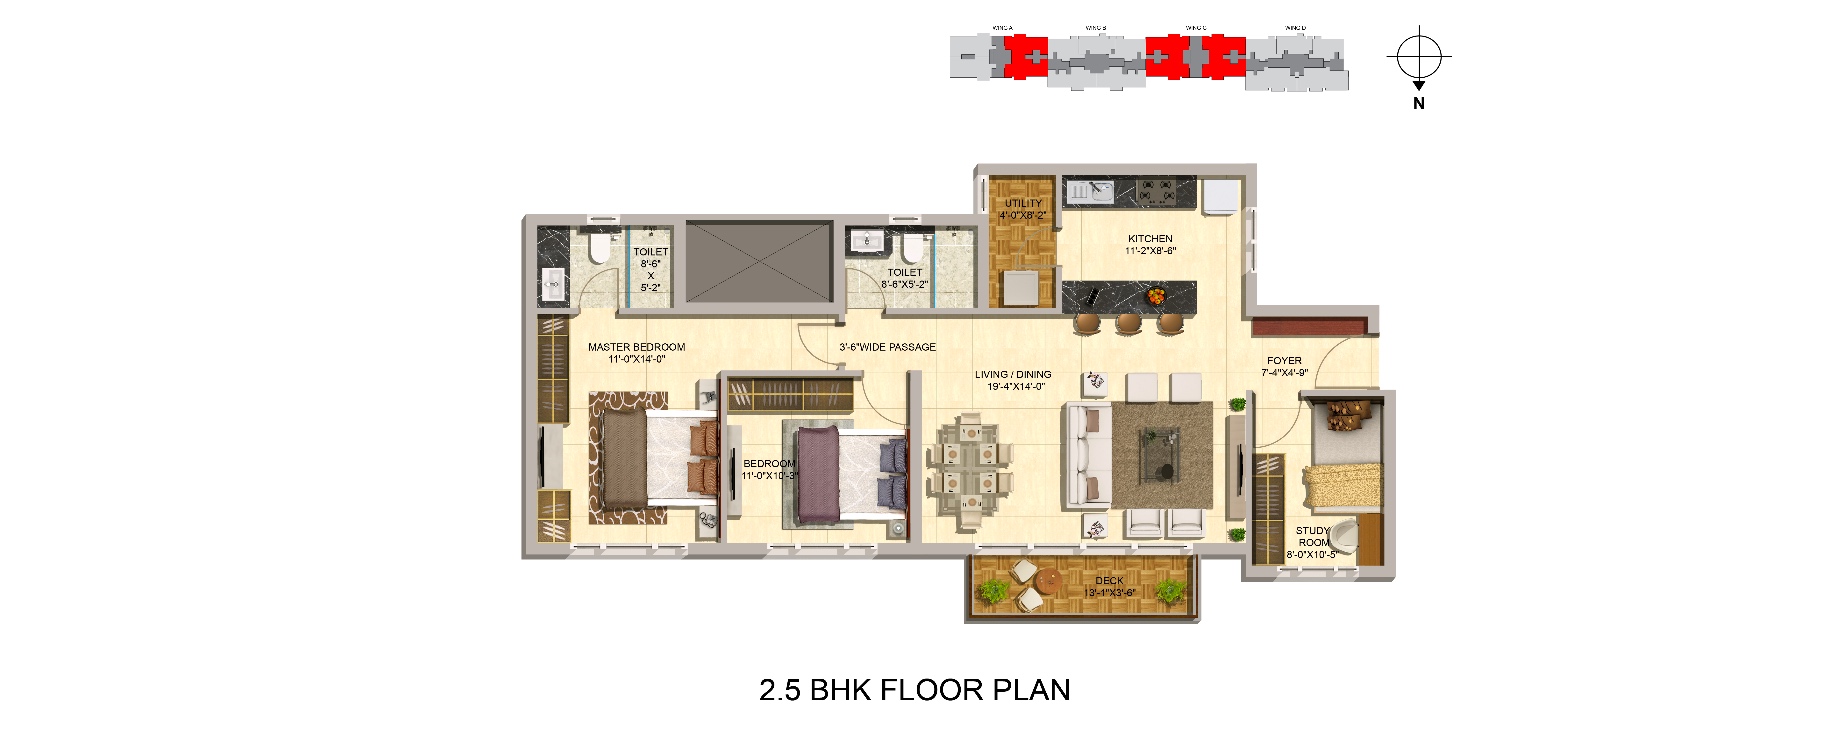 WING A
WING B
WING C
WING D
N
UTILITY
4'-0"X8'-2"
KITCHEN
11'-2"X8'-6"
TOILET
8'-6"
X
5'-2"
TOILET
8'-6"X5'-2"
MASTER BEDROOM
11'-0"X14'-0"
3'-6"WIDE PASSAGE
LIVING / DINING
19'-4"X14'-0"
FOYER
7'-4"X4'-9"
BEDROOM
11'-0"X10'-3"
STUDY
ROOM
8'-0"X10'-5"
DECK
13'-1"X3'-6"
2.5 BHK FLOOR PLAN